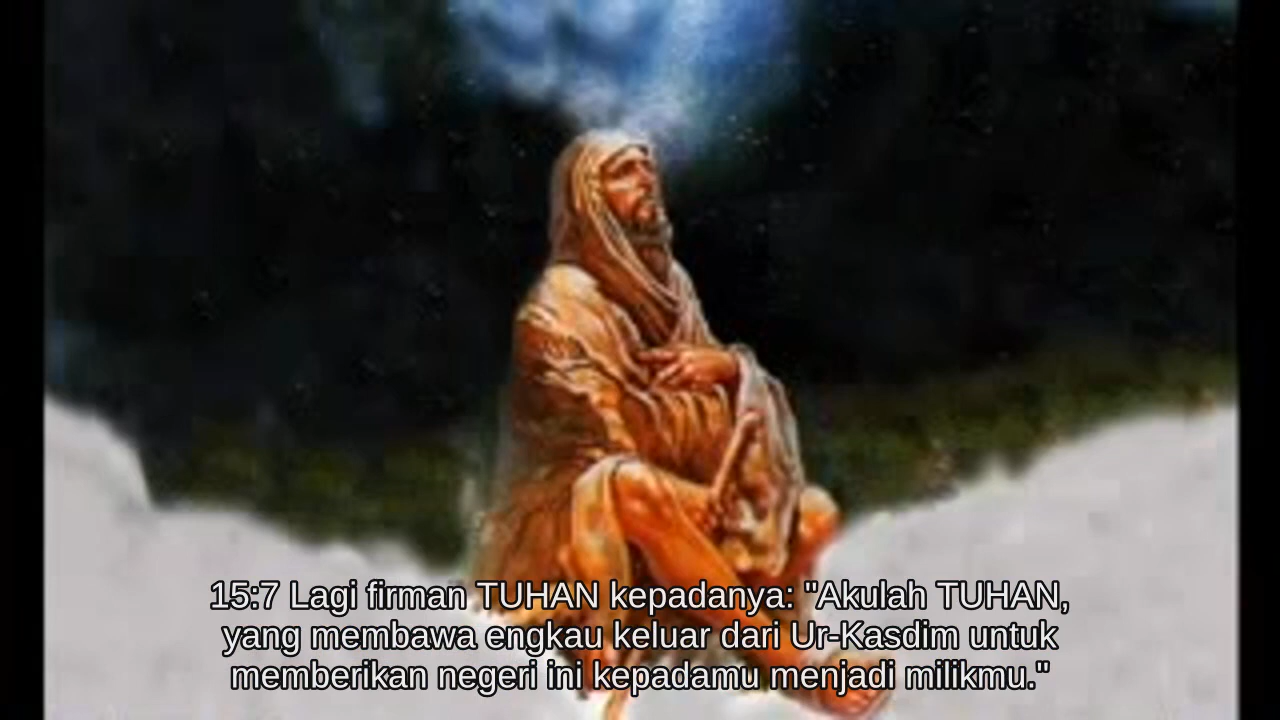 15:7 Lagi firman TUHAN kepadanya: "Akulah TUHAN,
yang membawa engkau keluar dari Ur-Kasdim untuk
memberikan negeri ini kepadamu menjadi milikmu."